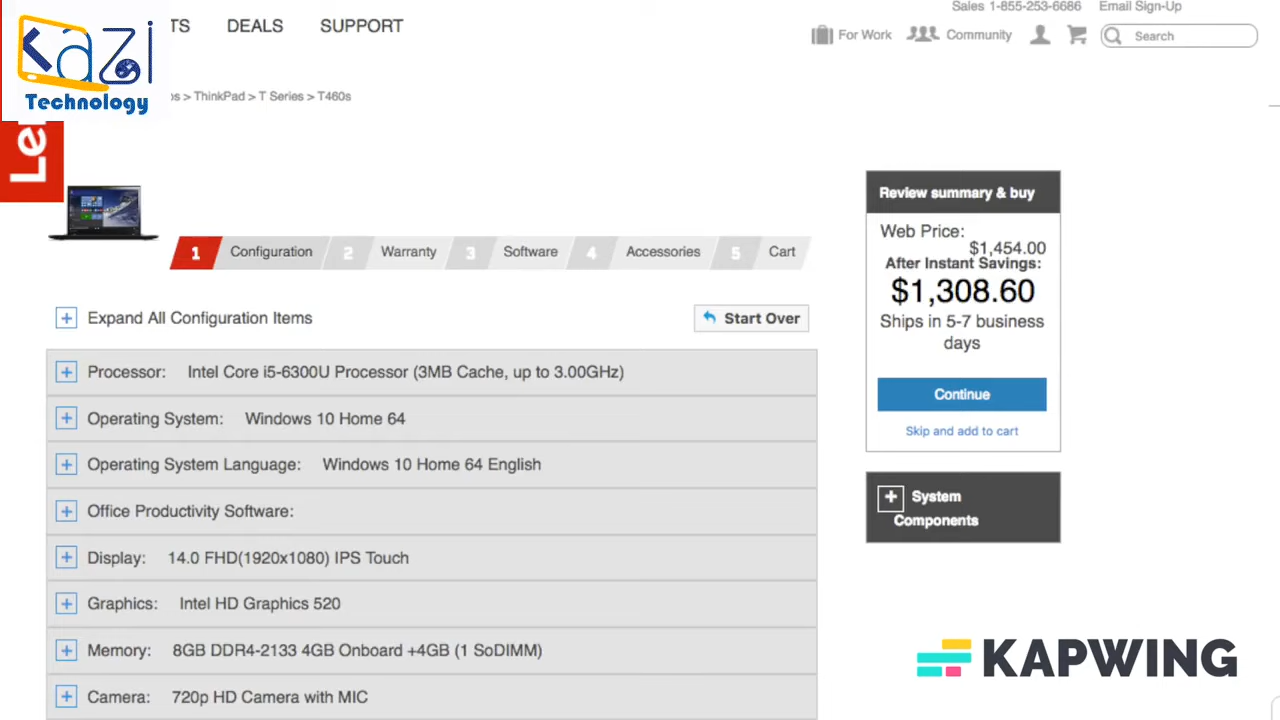 Sales 1-855-253-6686 Email Sign-Up
TS DEALS SUPPORT
For Work Community Search
Kazi
Technology
> ThinkPad > T Series > T460s
Le
1 Configuration 2 Warranty 3 Software 4 Accessories 5 Cart
Expand All Configuration Items
Start Over
Processor: Intel Core i5-6300U Processor (3MB Cache, up to 3.00GHz)
Operating System: Windows 10 Home 64
Operating System Language: Windows 10 Home 64 English
Office Productivity Software:
Display: 14.0 FHD(1920x1080) IPS Touch
Graphics: Intel HD Graphics 520
Memory: 8GB DDR4-2133 4GB Onboard +4GB (1 SoDIMM)
Camera: 720p HD Camera with MIC
Review summary & buy
Web Price:
$1,454.00
After Instant Savings:
$1,308.60
Ships in 5-7 business
days
Continue
Skip and add to cart
System
Components
KAPWING